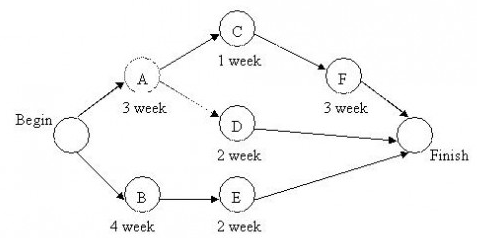 C
1 week
A
3 week
F
3 week
Begin
D
2 week
Finish
B
4 week
E
2 week